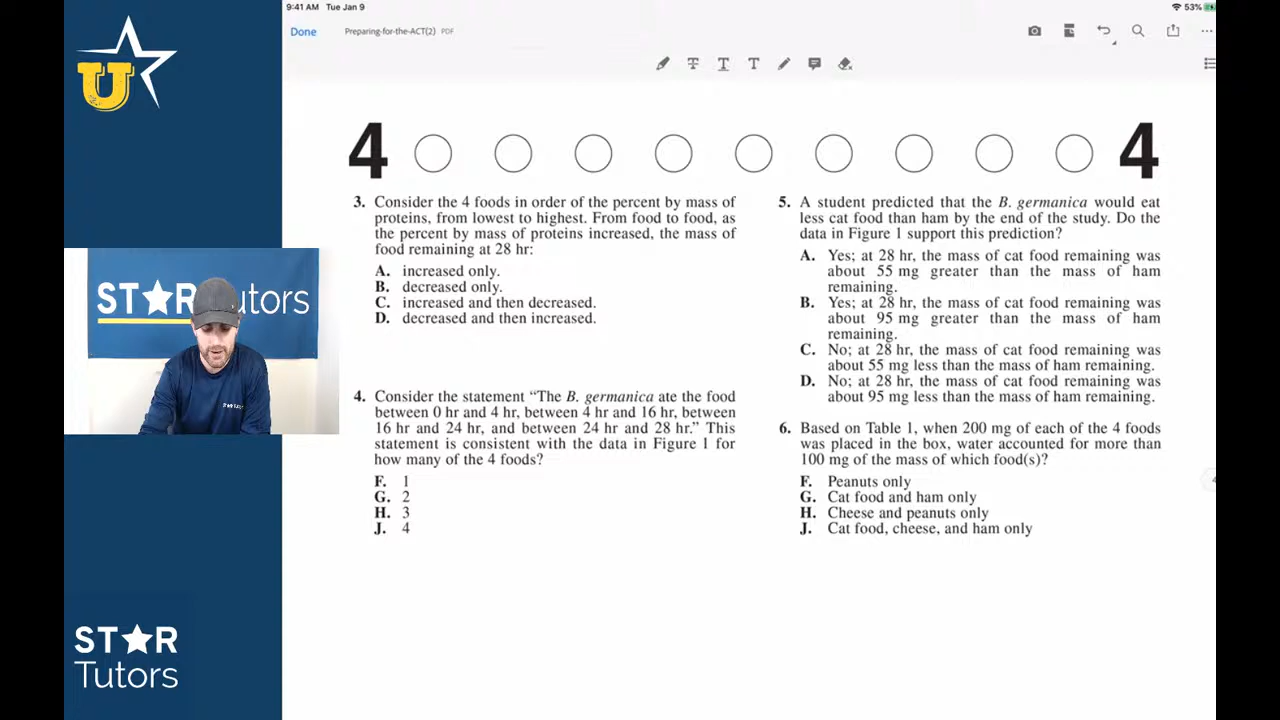 9:41 AM Tue Jan 9
53%
Done
Preparing-for-the-ACT(2) PDF
U
4
4
3. Consider the 4 foods in order of the percent by mass of
proteins, from lowest to highest. From food to food, as
the percent by mass of proteins increased, the mass of
food remaining at 28 hr:
A. increased only.
B. decreased only.
C. increased and then decreased.
D. decreased and then increased.
4. Consider the statement “The B. germanica ate the food
between 0 hr and 4 hr, between 4 hr and 16 hr, between
16 hr and 24 hr, and between 24 hr and 28 hr.” This
statement is consistent with the data in Figure 1 for
how many of the 4 foods?
F. 1
G. 2
H. 3
J. 4
5. A student predicted that the B. germanica would eat
less cat food than ham by the end of the study. Do the
data in Figure 1 support this prediction?
A. Yes; at 28 hr, the mass of cat food remaining was
about 55 mg greater than the mass of ham
remaining.
B. Yes; at 28 hr, the mass of cat food remaining was
about 95 mg greater than the mass of ham
remaining.
C. No; at 28 hr, the mass of cat food remaining was
about 55 mg less than the mass of ham remaining.
D. No; at 28 hr, the mass of cat food remaining was
about 95 mg less than the mass of ham remaining.
6. Based on Table 1, when 200 mg of each of the 4 foods
was placed in the box, water accounted for more than
100 mg of the mass of which food(s)?
F. Peanuts only
G. Cat food and ham only
H. Cheese and peanuts only
J. Cat food, cheese, and ham only
ST★R
Tutors